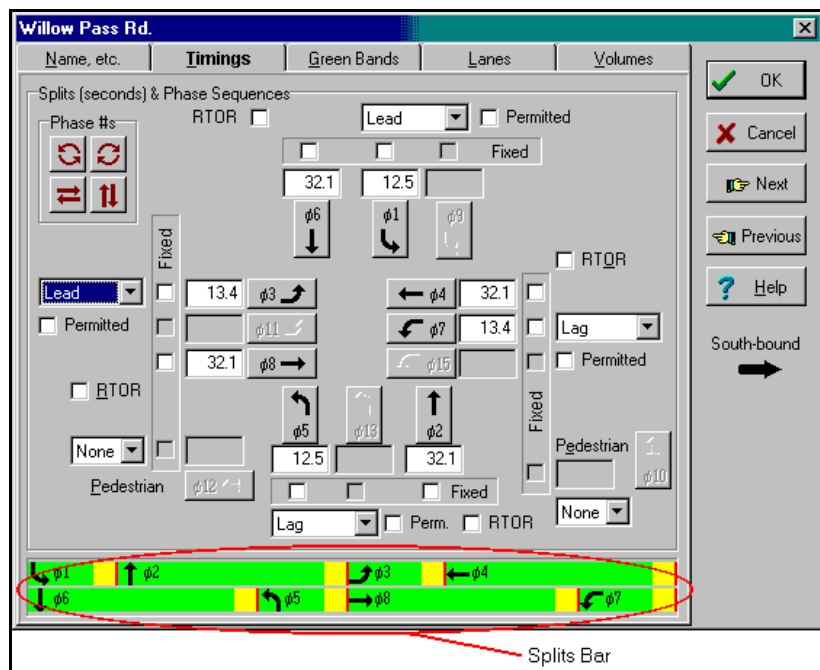 Willow Pass Rd.
Name, etc. Timings Green Bands Lanes Volumes
OK
Cancel
Next
Previous
Help
South-bound
Splits (seconds) & Phase Sequences
Phase #s
RTOR Lead Permitted
Fixed
32.1 12.5
φ6 φ1 φ9
Fixed
RTOR
Lead 13.4 φ3 φ4 32.1
Permitted φ11 φ7 13.4 Lag
32.1 φ8 φ15 Permitted
RTOR
φ5 φ13 φ2
Fixed
None 12.5 32.1 Pedestrian
Pedestrian φ12 φ10
Fixed
Lag Perm. RTOR None
φ1 φ2 φ3 φ4
φ6 φ5 φ8 φ7
Splits Bar